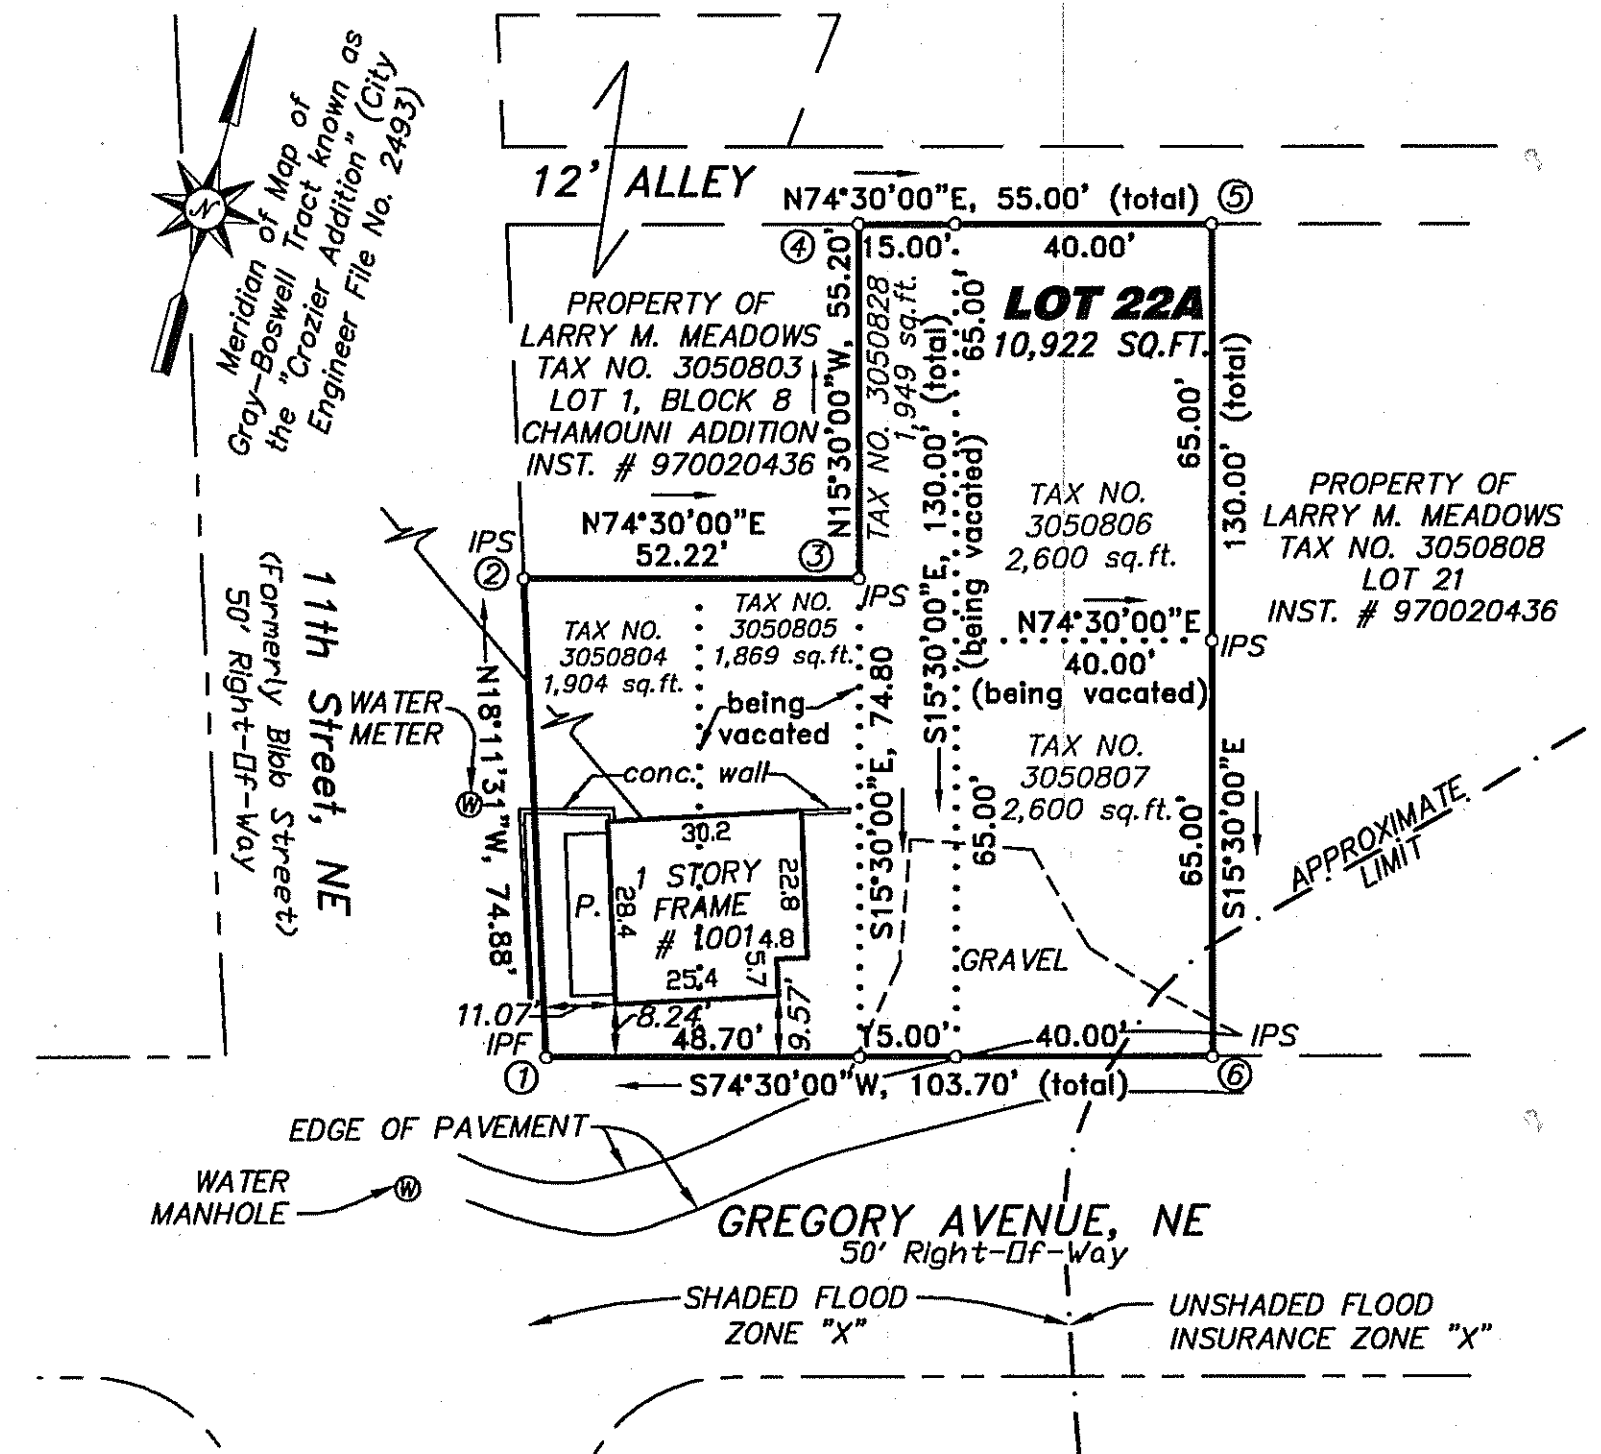 Meridian of Map of
Gray-Boswell Tract known as
the "Crozier Addition" (City
Engineer File No. 2493)
N
12' ALLEY
N74°30'00"E, 55.00' (total)
5
4
15.00'
40.00'
N15°30'00"W, 55.20'
TAX NO. 3050828
1,949 sq.ft.
65.00'
LOT 22A
10,922 SQ.FT.
PROPERTY OF
LARRY M. MEADOWS
TAX NO. 3050803
LOT 1, BLOCK 8
CHAMOUNI ADDITION
INST. # 970020436
N74°30'00"E
52.22'
IPS
2
3
IPS
S15°30'00"E, 130.00' (total)
(being vacated)
65.00'
S15°30'00"E 130.00' (total)
TAX NO.
3050806
2,600 sq.ft.
PROPERTY OF
LARRY M. MEADOWS
TAX NO. 3050808
LOT 21
INST. # 970020436
N74°30'00"E
40.00'
(being vacated)
IPS
11th Street, NE
(Formerly Bibb Street)
50' Right-Of-Way
TAX NO.
3050804
1,904 sq.ft.
TAX NO.
3050805
1,869 sq.ft.
being
vacated
S15°30'00"E, 74.80
WATER
METER
W
N18°11'31"W, 74.88'
conc. wall
TAX NO.
3050807
2,600 sq.ft.
65.00'
65.00'
APPROXIMATE
LIMIT
30.2
P.
28.4
1 STORY
FRAME
# 1001
22.8
4.8
5.7
25.4
GRAVEL
11.07'
8.24'
9.57'
IPF
48.70'
15.00'
40.00'
IPS
1
S74°30'00"W, 103.70' (total)
6
EDGE OF PAVEMENT
WATER
MANHOLE
W
GREGORY AVENUE, NE
50' Right-Of-Way
SHADED FLOOD
ZONE "X"
UNSHADED FLOOD
INSURANCE ZONE "X"